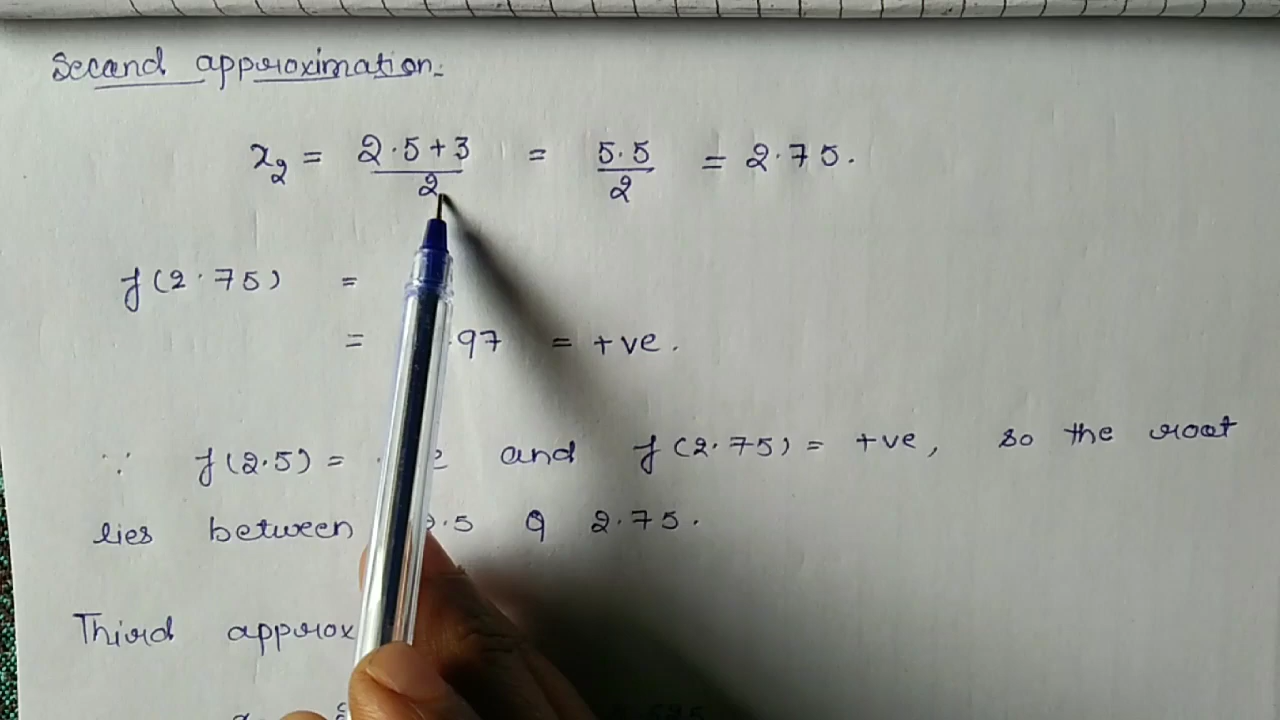 Second approximation:
x₂ = 2.5+3/2 = 5.5/2 = 2.75.
f(2.75) =
= .97 = +ve.
∵ f(2.5) = and f(2.75) = +ve, so the root
lies between 2.5 & 2.75.
Third approx